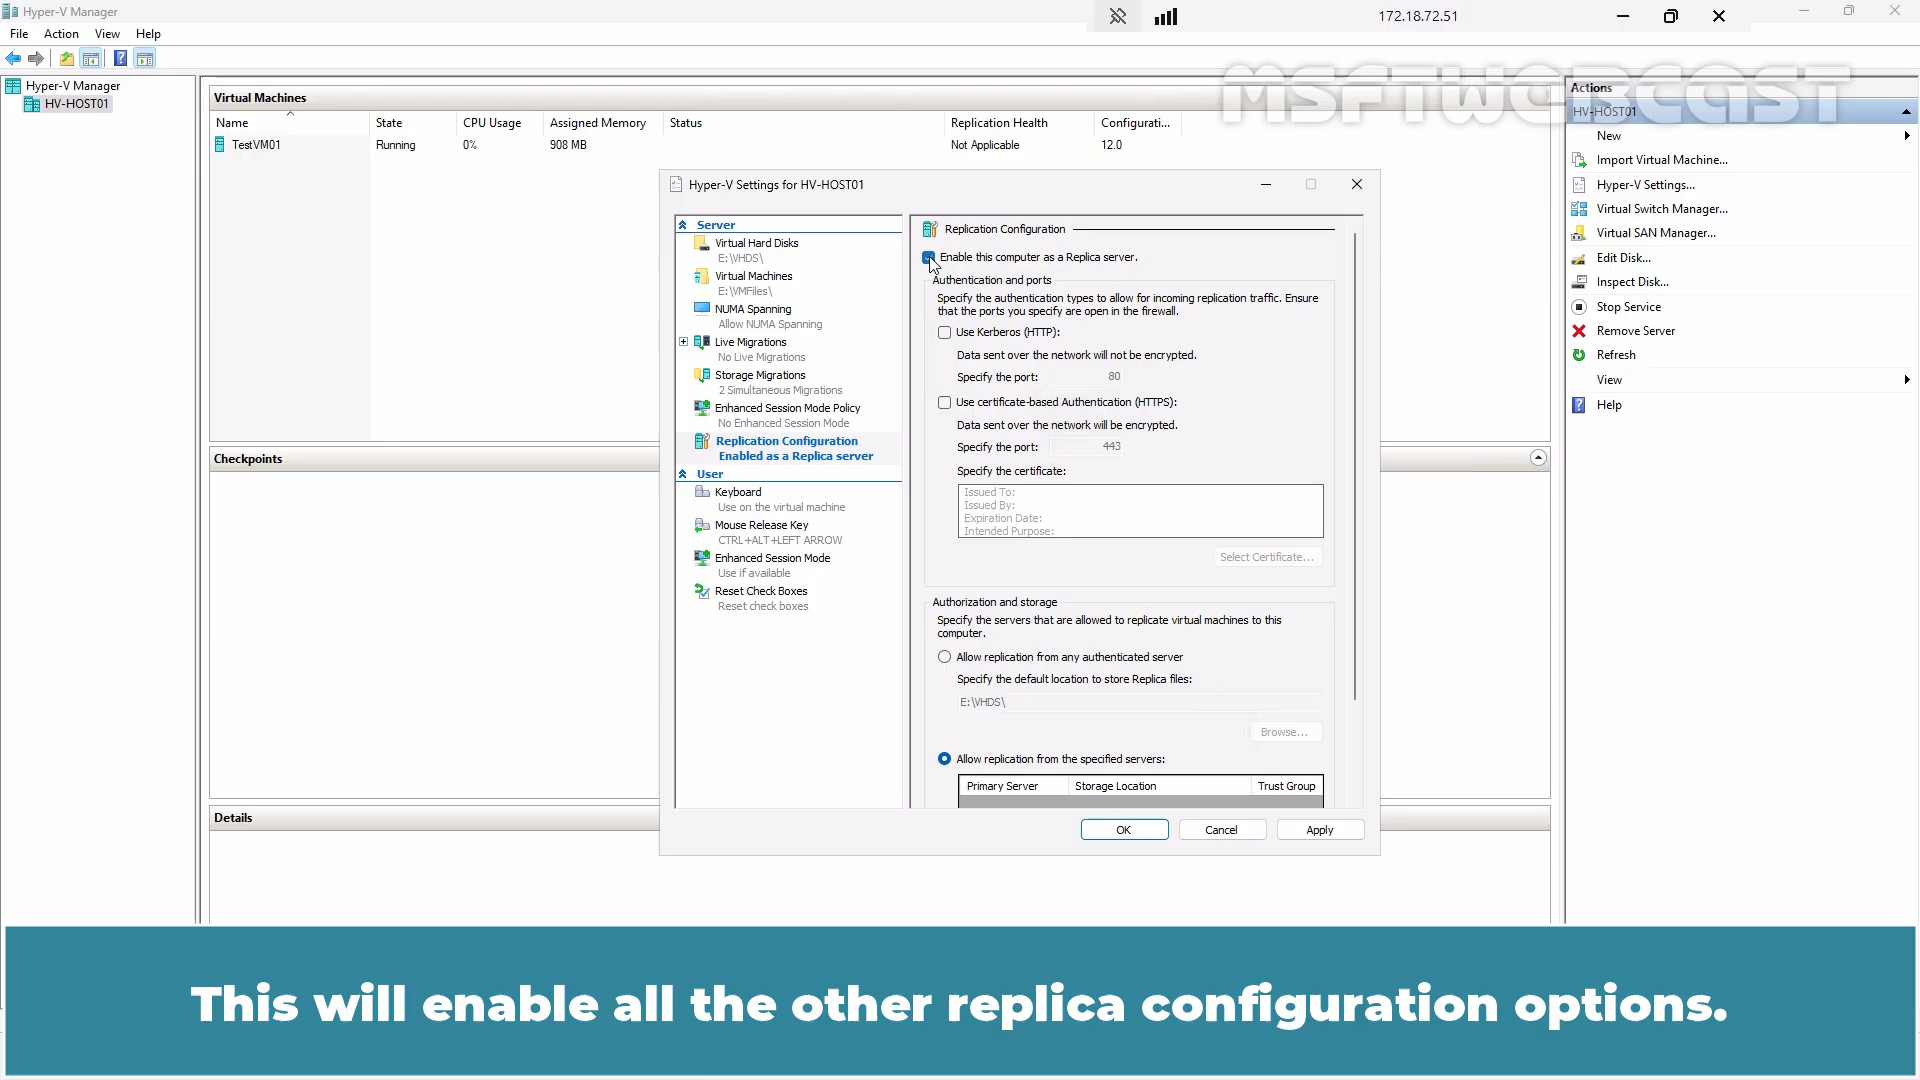 Hyper-V Manager
172.18.72.51
File Action View Help
MSFTWEBCAST
Hyper-V Manager
HV-HOST01
Virtual Machines
Name State CPU Usage Assigned Memory Status Replication Health Configurati...
TestVM01 Running 0% 908 MB Not Applicable 12.0
Checkpoints
Details
Hyper-V Settings for HV-HOST01
Server
Virtual Hard Disks
E:\VHDS\
Virtual Machines
E:\VMFiles\
NUMA Spanning
Allow NUMA Spanning
Live Migrations
No Live Migrations
Storage Migrations
2 Simultaneous Migrations
Enhanced Session Mode Policy
No Enhanced Session Mode
Replication Configuration
Enabled as a Replica server
User
Keyboard
Use on the virtual machine
Mouse Release Key
CTRL+ALT+LEFT ARROW
Enhanced Session Mode
Use if available
Reset Check Boxes
Reset check boxes
Replication Configuration
Enable this computer as a Replica server.
Authentication and ports
Specify the authentication types to allow for incoming replication traffic. Ensure
that the ports you specify are open in the firewall.
Use Kerberos (HTTP):
Data sent over the network will not be encrypted.
Specify the port: 80
Use certificate-based Authentication (HTTPS):
Data sent over the network will be encrypted.
Specify the port: 443
Specify the certificate:
Issued To:
Issued By:
Expiration Date:
Intended Purpose:
Select Certificate...
Authorization and storage
Specify the servers that are allowed to replicate virtual machines to this
computer.
Allow replication from any authenticated server
Specify the default location to store Replica files:
E:\VHDS\
Browse...
Allow replication from the specified servers:
Primary Server Storage Location Trust Group
OK Cancel Apply
Actions
HV-HOST01
New
Import Virtual Machine...
Hyper-V Settings...
Virtual Switch Manager...
Virtual SAN Manager...
Edit Disk...
Inspect Disk...
Stop Service
Remove Server
Refresh
View
Help
This will enable all the other replica configuration options.